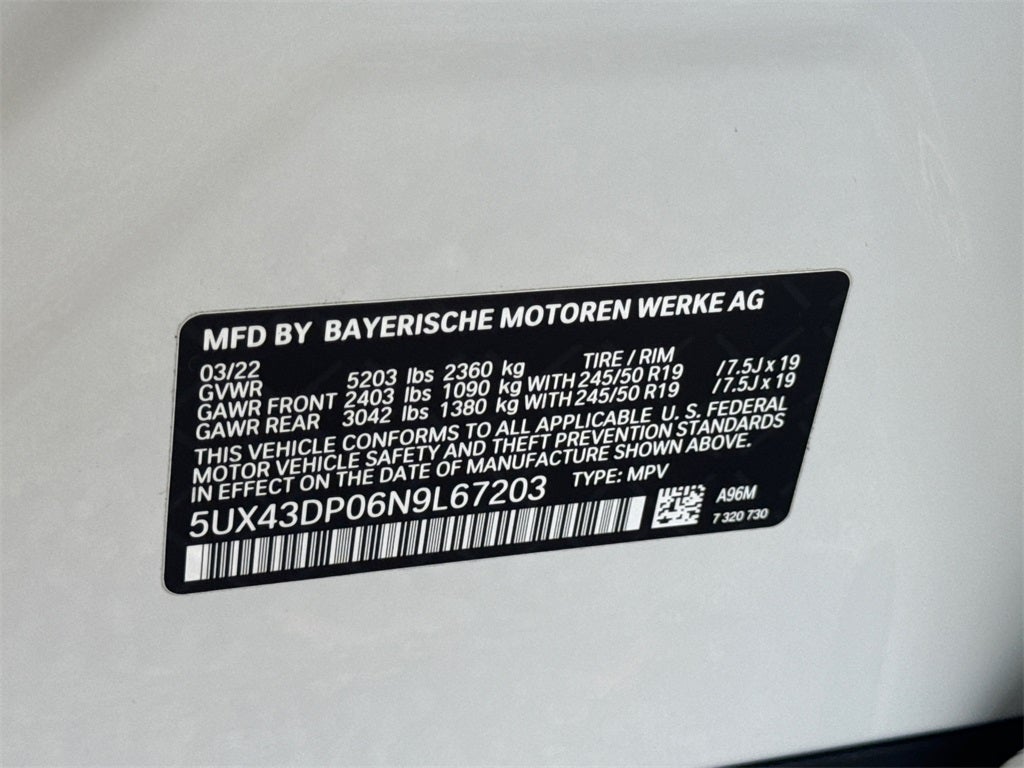 MFD BY BAYERISCHE MOTOREN WERKE AG
03/22 TIRE / RIM
GVWR 5203 lbs 2360 kg
GAWR FRONT 2403 lbs 1090 kg WITH 245/50 R19 /7.5J x 19
GAWR REAR 3042 lbs 1380 kg WITH 245/50 R19 /7.5J x 19
THIS VEHICLE CONFORMS TO ALL APPLICABLE U. S. FEDERAL
MOTOR VEHICLE SAFETY AND THEFT PREVENTION STANDARDS
IN EFFECT ON THE DATE OF MANUFACTURE SHOWN ABOVE.
5UX43DP06N9L67203 TYPE: MPV
A96M
7 320 730